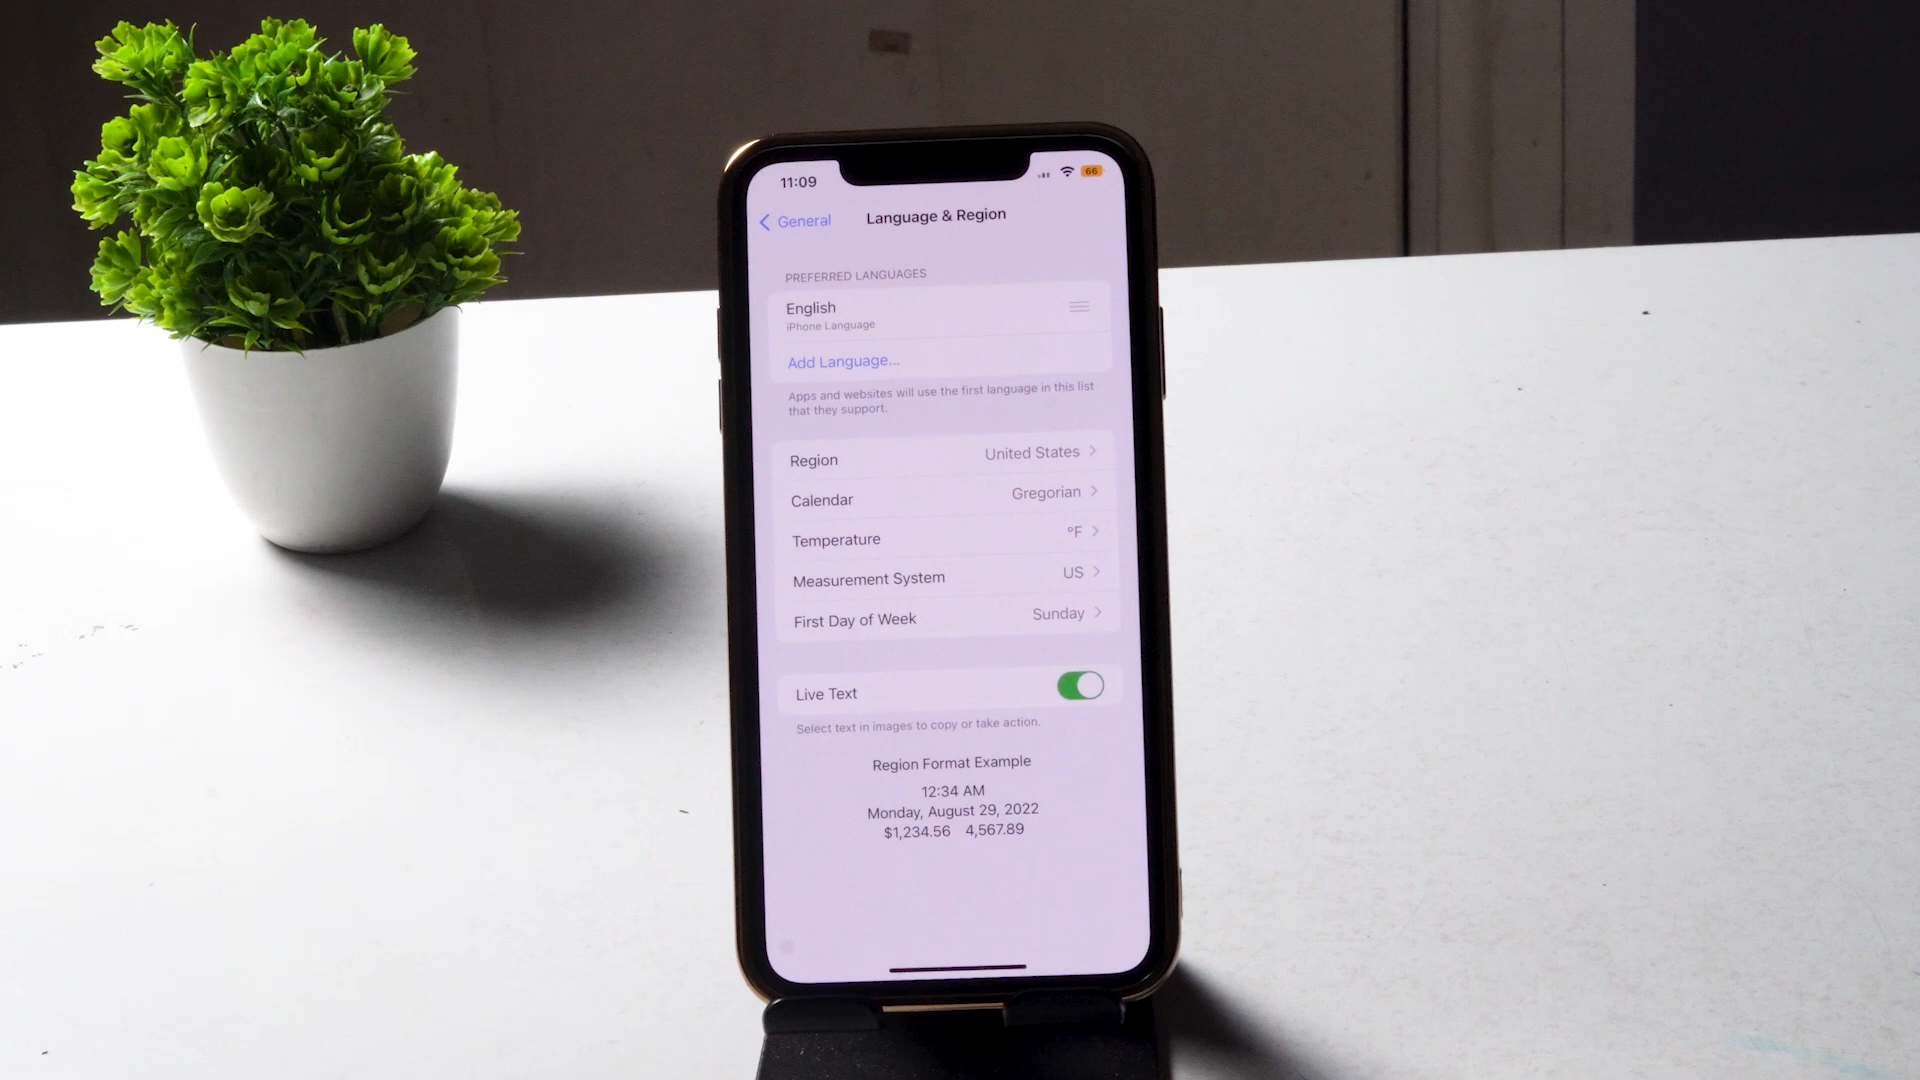 11:09
66
General
Language & Region
PREFERRED LANGUAGES
English
iPhone Language
Add Language...
Apps and websites will use the first language in this list
that they support.
Region United States
Calendar Gregorian
Temperature °F
Measurement System US
First Day of Week Sunday
Live Text
Select text in images to copy or take action.
Region Format Example
12:34 AM
Monday, August 29, 2022
$1,234.56 4,567.89